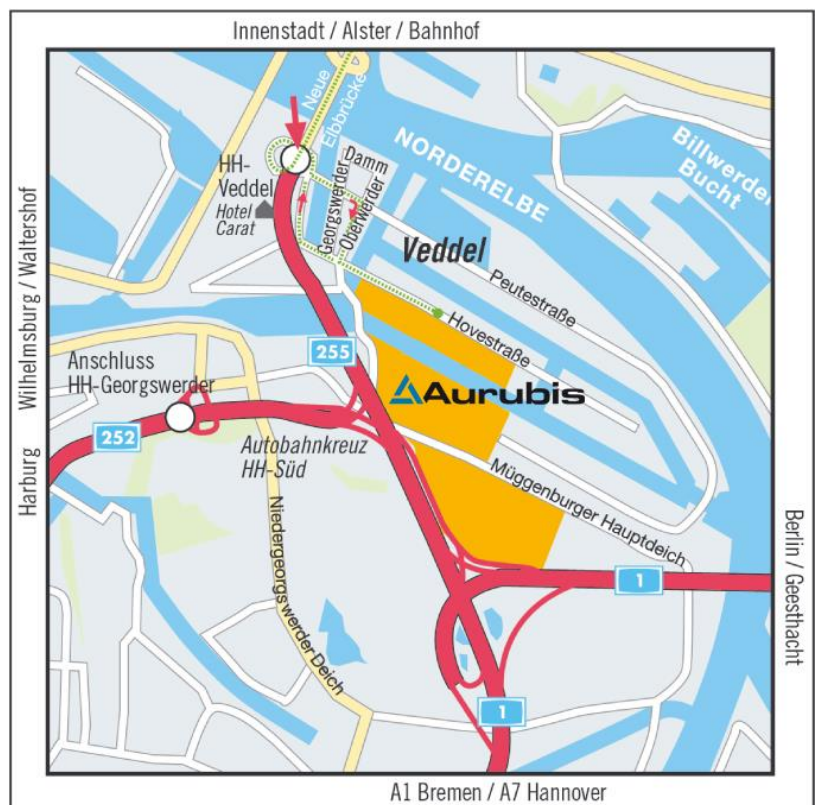 Innenstadt / Alster / Bahnhof
Neue
Elbbrücke
NORDERELBE
Billwerder
Bucht
HH-
Veddel
Hotel
Carat
Georgswerder
Damm
Oberwerder
Veddel
Peutestraße
Hovestraße
Wilhelmsburg / Waltershof
Harburg
Anschluss
HH-Georgswerder
255
Aurubis
252
Autobahnkreuz
HH-Süd
Müggenburger Hauptdeich
Niedergeorgswerder Deich
1
1
Berlin / Geesthacht
A1 Bremen / A7 Hannover